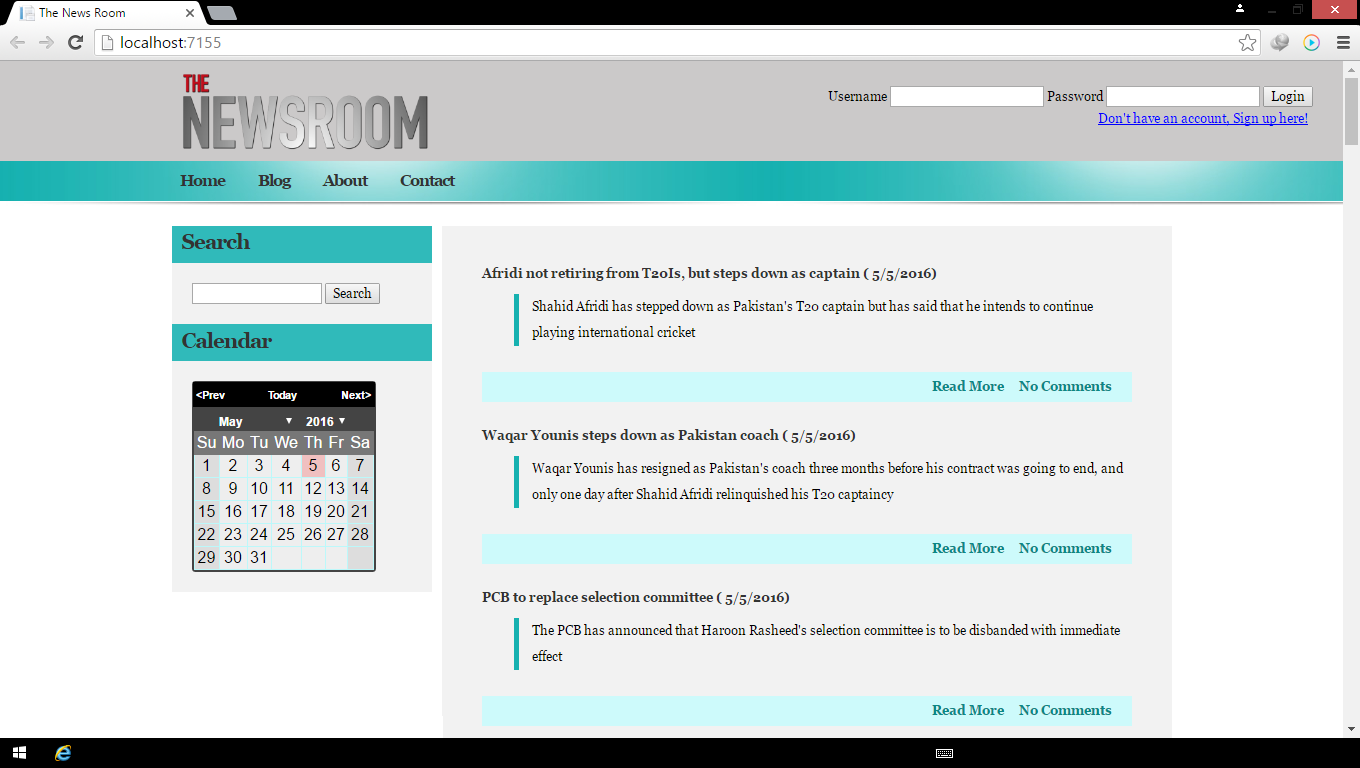 The News Room
localhost:7155
THE
NEWSROOM
Username Password Login
Don't have an account, Sign up here!
Home Blog About Contact
Search
Search
Calendar
<Prev Today Next>
May 2016
Su Mo Tu We Th Fr Sa
1 2 3 4 5 6 7
8 9 10 11 12 13 14
15 16 17 18 19 20 21
22 23 24 25 26 27 28
29 30 31
Afridi not retiring from T20Is, but steps down as captain ( 5/5/2016)
Shahid Afridi has stepped down as Pakistan's T20 captain but has said that he intends to continue
playing international cricket
Read More No Comments
Waqar Younis steps down as Pakistan coach ( 5/5/2016)
Waqar Younis has resigned as Pakistan's coach three months before his contract was going to end, and
only one day after Shahid Afridi relinquished his T20 captaincy
Read More No Comments
PCB to replace selection committee ( 5/5/2016)
The PCB has announced that Haroon Rasheed's selection committee is to be disbanded with immediate
effect
Read More No Comments